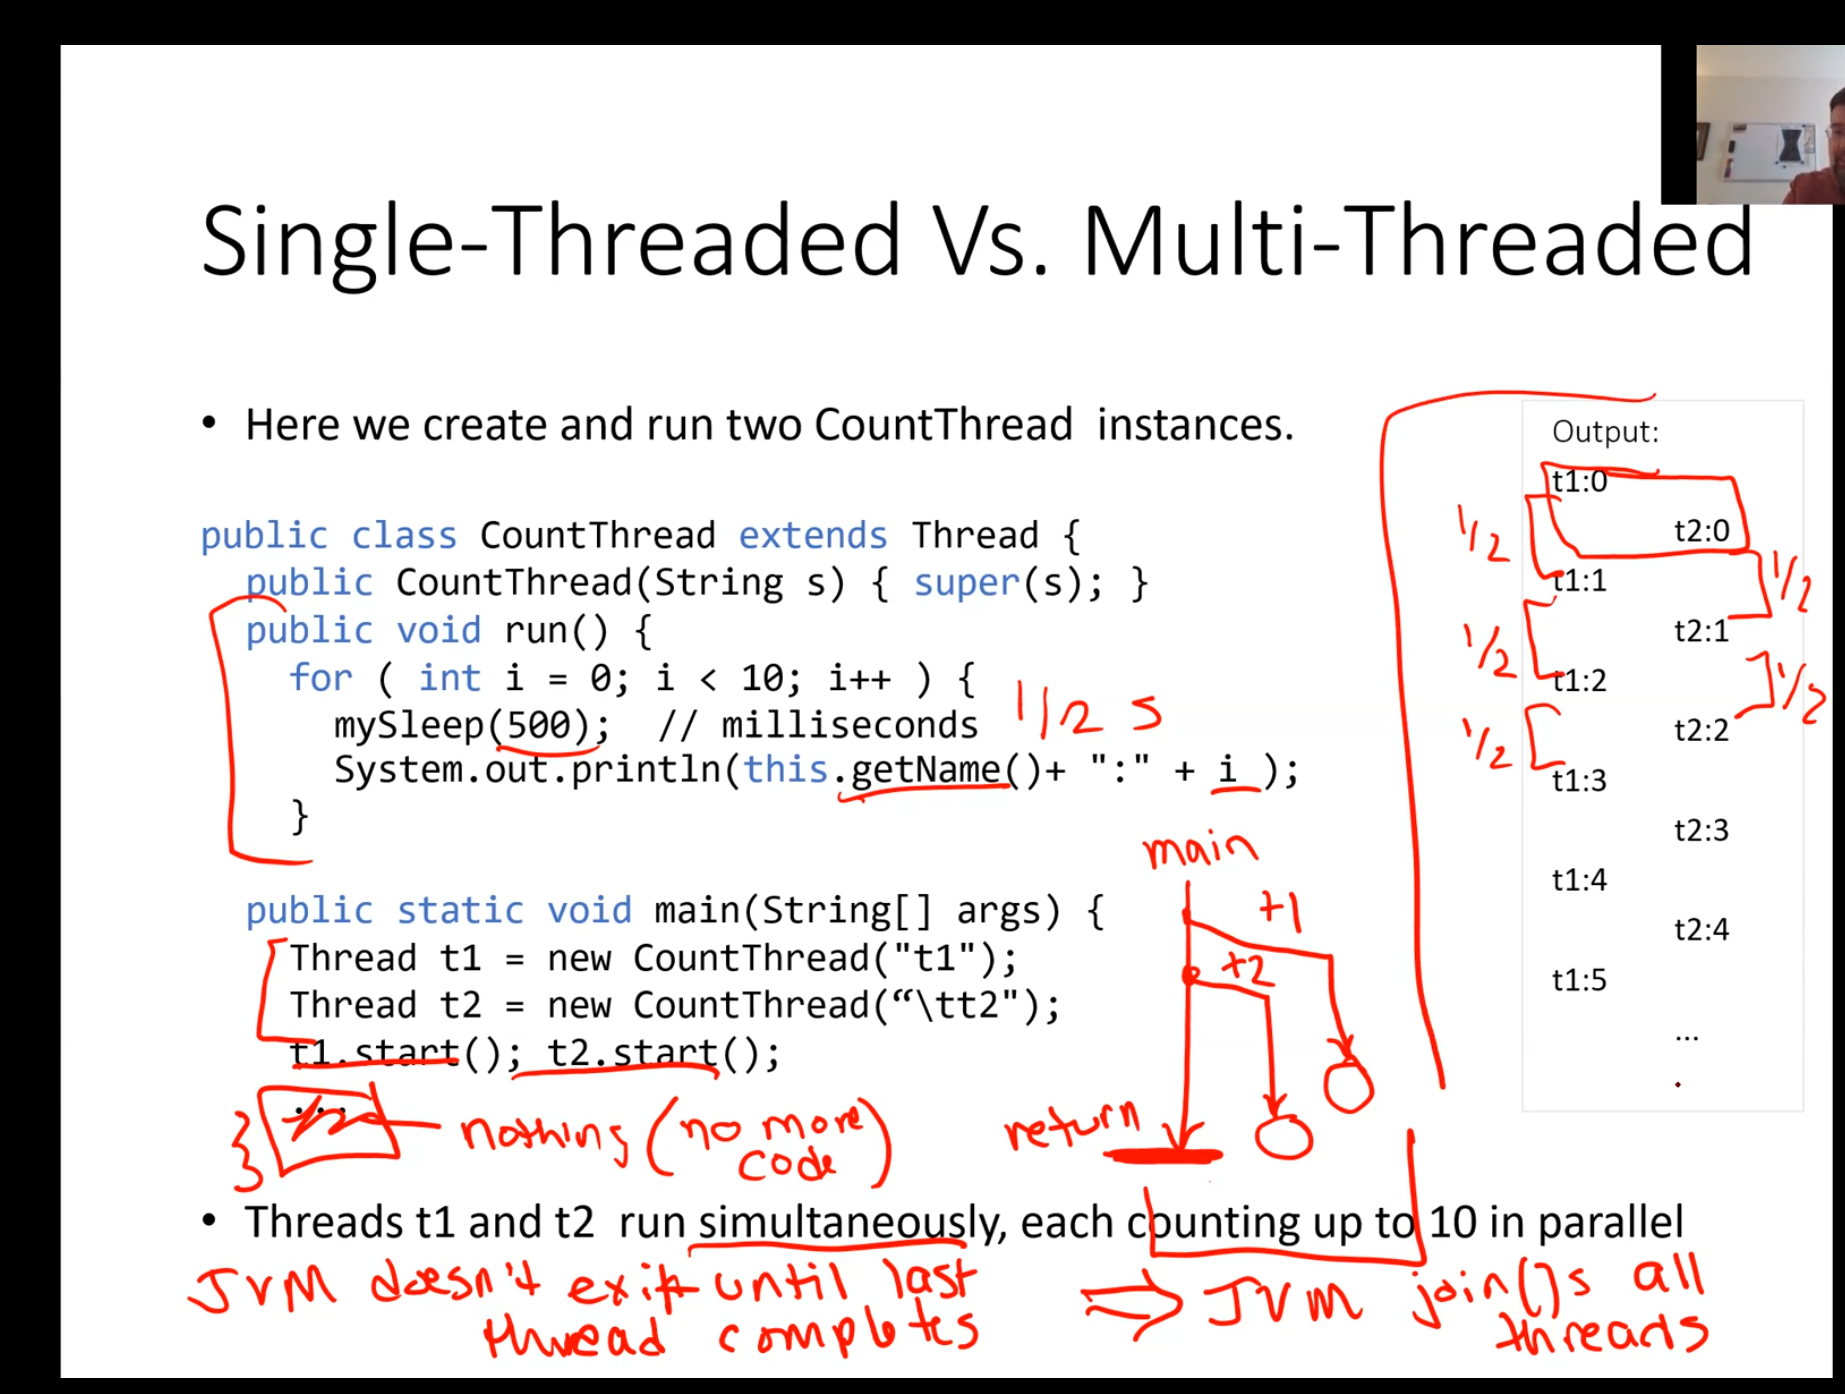 Single-Threaded Vs. Multi-Threaded
• Here we create and run two CountThread instances.
public class CountThread extends Thread {
public CountThread(String s) { super(s); }
public void run() {
for ( int i = 0; i < 10; i++ ) {
mySleep(500); // milliseconds
1/2 s
System.out.println(this.getName()+ ":" + i );
}
public static void main(String[] args) {
Thread t1 = new CountThread("t1");
Thread t2 = new CountThread(“\tt2");
t1.start(); t2.start();
...
} nothing (no more code)
main
t1
t2
return
Output:
t1:0
t2:0
t1:1
t2:1
t1:2
t2:2
t1:3
t2:3
t1:4
t2:4
t1:5
...
.
1/2
1/2
1/2
1/2
1/2
• Threads t1 and t2 run simultaneously, each counting up to 10 in parallel
JVM doesn't exit until last
thread completes
⇒ JVM join()s all
threads